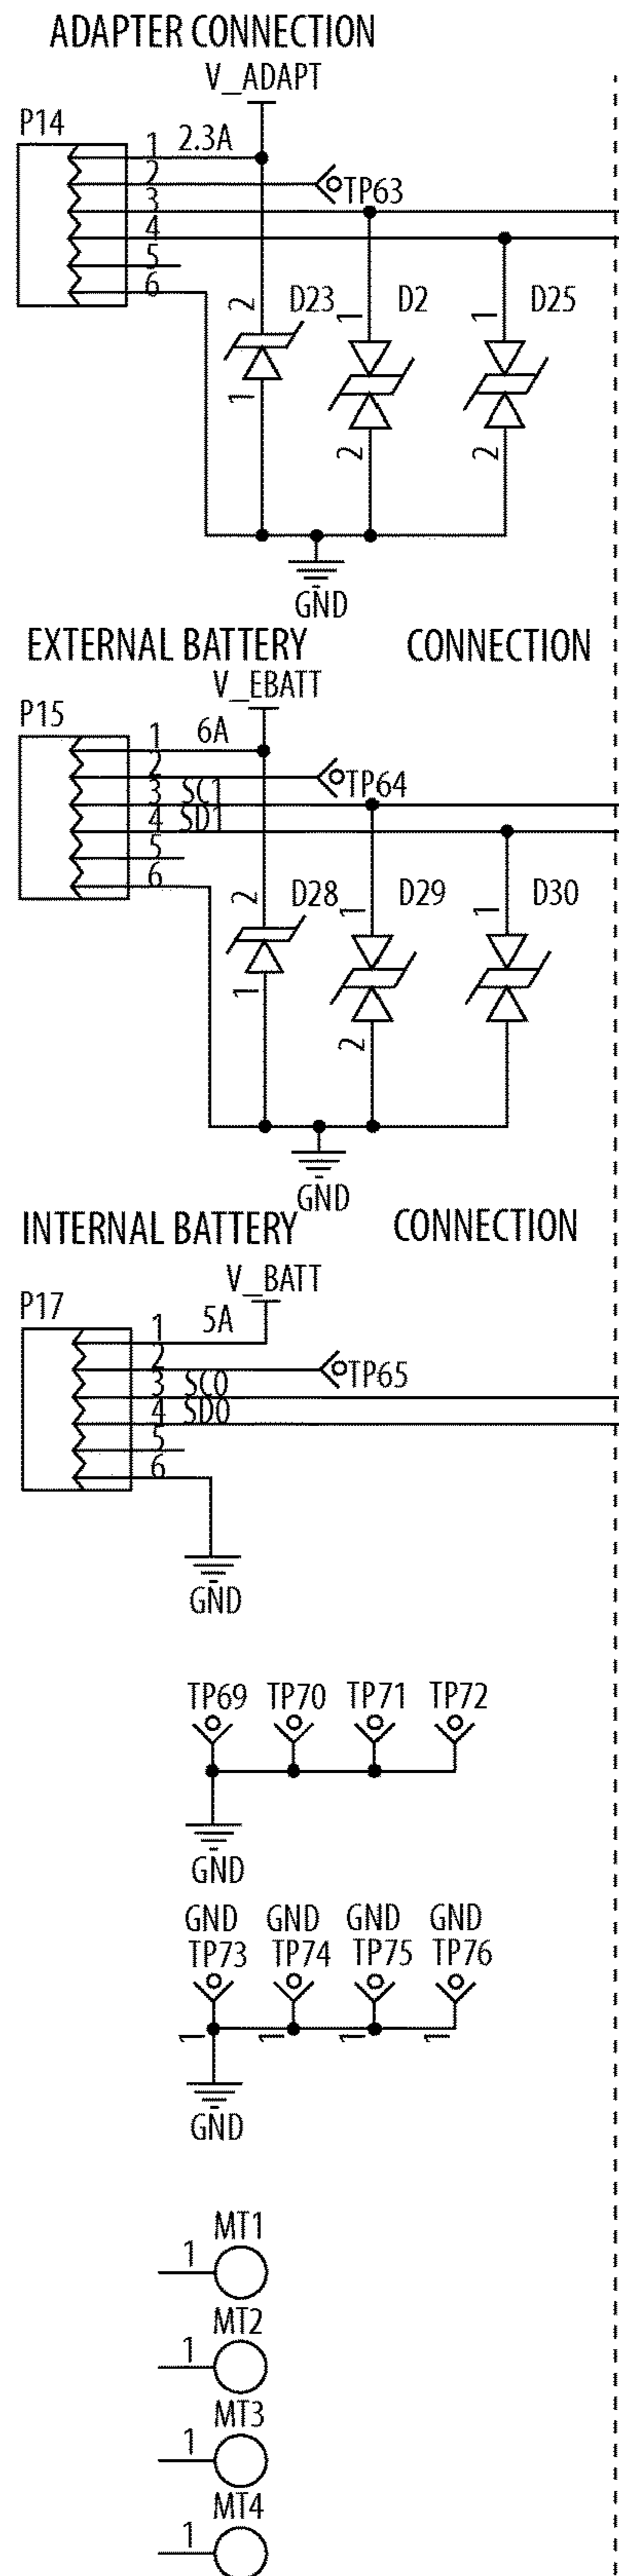 ADAPTER CONNECTION
V_ADAPT
P14
1 2.3A
2
TP63
3
4
5
6
2 D23 1 D2 1 D25
1
2 2
GND
EXTERNAL BATTERY CONNECTION
V_EBATT
P15
1 6A
2
TP64
3 SC1
4 SD1
5
6
2 D28 1 D29 1 D30
1
2
GND
INTERNAL BATTERY CONNECTION
V_BATT
P17
1 5A
2
TP65
3 SC0
4 SD0
5
6
GND
TP69 TP70 TP71 TP72
GND
GND GND GND GND
TP73 TP74 TP75 TP76
1 1 1 1
GND
MT1
1
MT2
1
MT3
1
MT4
1